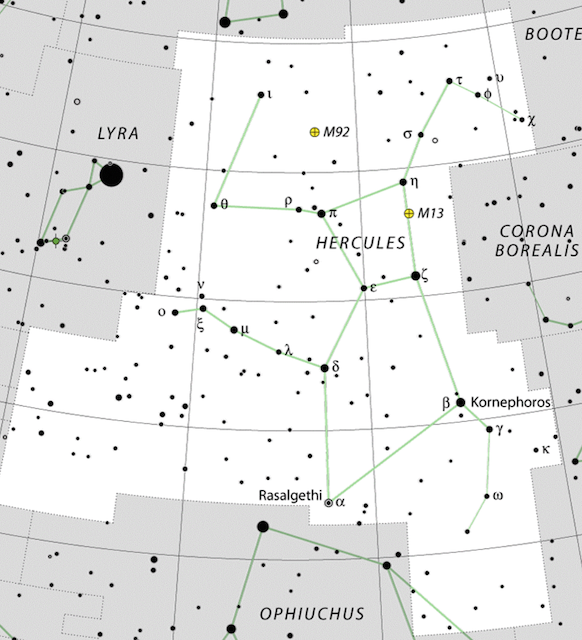 BOOTE
τ
υ
φ
ι
χ
M92
LYRA
σ
η
θ
ρ
π
M13
HERCULES
CORONA
BOREALIS
ζ
ε
ν
ο
ξ
μ
λ
δ
β Kornephoros
γ
κ
Rasalgethi α
ω
OPHIUCHUS